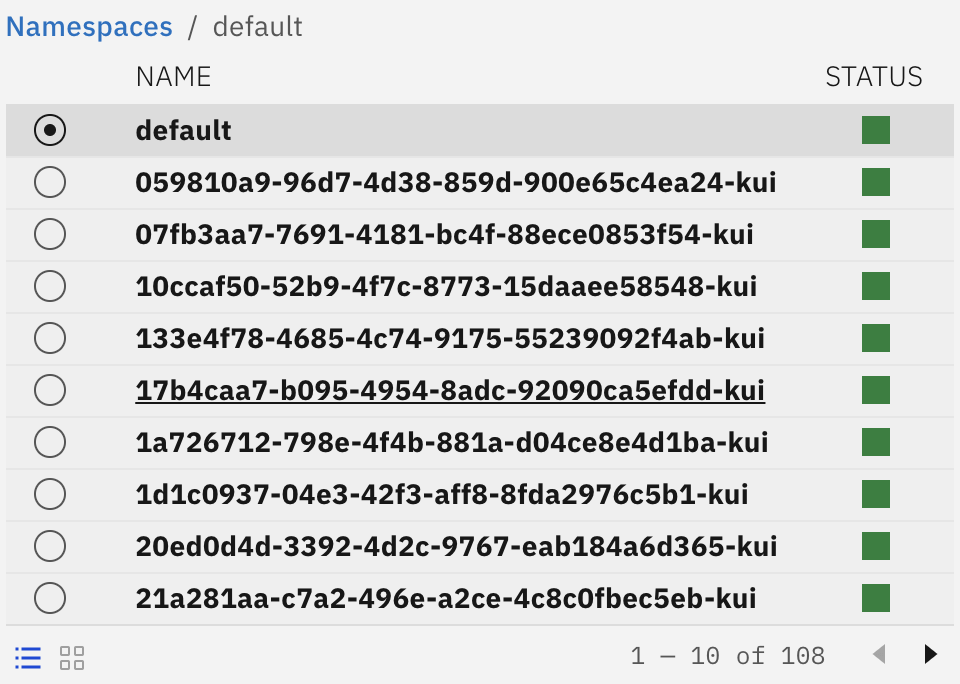 Namespaces / default
NAME STATUS
default
059810a9-96d7-4d38-859d-900e65c4ea24-kui
07fb3aa7-7691-4181-bc4f-88ece0853f54-kui
10ccaf50-52b9-4f7c-8773-15daaee58548-kui
133e4f78-4685-4c74-9175-55239092f4ab-kui
17b4caa7-b095-4954-8adc-92090ca5efdd-kui
1a726712-798e-4f4b-881a-d04ce8e4d1ba-kui
1d1c0937-04e3-42f3-aff8-8fda2976c5b1-kui
20ed0d4d-3392-4d2c-9767-eab184a6d365-kui
21a281aa-c7a2-496e-a2ce-4c8c0fbec5eb-kui
1 — 10 of 108